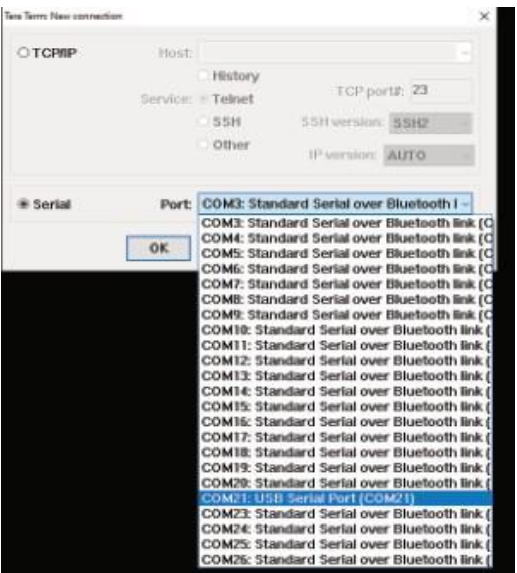 Tera Term: New connection
TCP/IP
Host:
History
Service:
Telnet
TCP port#:
23
SSH
SSH version:
SSH2
Other
IP version:
AUTO
Serial
Port:
COM3: Standard Serial over Bluetooth l
OK
COM3: Standard Serial over Bluetooth link (C
COM4: Standard Serial over Bluetooth link (C
COM5: Standard Serial over Bluetooth link (C
COM6: Standard Serial over Bluetooth link (C
COM7: Standard Serial over Bluetooth link (C
COM8: Standard Serial over Bluetooth link (C
COM9: Standard Serial over Bluetooth link (C
COM10: Standard Serial over Bluetooth link (
COM11: Standard Serial over Bluetooth link (
COM12: Standard Serial over Bluetooth link (
COM13: Standard Serial over Bluetooth link (
COM14: Standard Serial over Bluetooth link (
COM15: Standard Serial over Bluetooth link (
COM16: Standard Serial over Bluetooth link (
COM17: Standard Serial over Bluetooth link (
COM18: Standard Serial over Bluetooth link (
COM19: Standard Serial over Bluetooth link (
COM20: Standard Serial over Bluetooth link (
COM21: USB Serial Port (COM21)
COM23: Standard Serial over Bluetooth link (
COM24: Standard Serial over Bluetooth link (
COM25: Standard Serial over Bluetooth link (
COM26: Standard Serial over Bluetooth link (